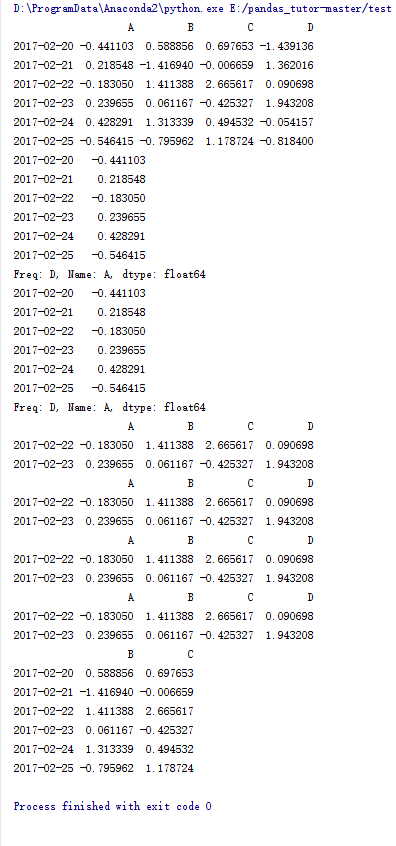 D:\ProgramData\Anaconda2\python.exe E:/pandas_tutor-master/test
A B C D
2017-02-20 -0.441103 0.588856 0.697653 -1.439136
2017-02-21 0.218548 -1.416940 -0.006659 1.362016
2017-02-22 -0.183050 1.411388 2.665617 0.090698
2017-02-23 0.239655 0.061167 -0.425327 1.943208
2017-02-24 0.428291 1.313339 0.494532 -0.054157
2017-02-25 -0.546415 -0.795962 1.178724 -0.818400
2017-02-20 -0.441103
2017-02-21 0.218548
2017-02-22 -0.183050
2017-02-23 0.239655
2017-02-24 0.428291
2017-02-25 -0.546415
Freq: D, Name: A, dtype: float64
2017-02-20 -0.441103
2017-02-21 0.218548
2017-02-22 -0.183050
2017-02-23 0.239655
2017-02-24 0.428291
2017-02-25 -0.546415
Freq: D, Name: A, dtype: float64
A B C D
2017-02-22 -0.183050 1.411388 2.665617 0.090698
2017-02-23 0.239655 0.061167 -0.425327 1.943208
A B C D
2017-02-22 -0.183050 1.411388 2.665617 0.090698
2017-02-23 0.239655 0.061167 -0.425327 1.943208
A B C D
2017-02-22 -0.183050 1.411388 2.665617 0.090698
2017-02-23 0.239655 0.061167 -0.425327 1.943208
A B C D
2017-02-22 -0.183050 1.411388 2.665617 0.090698
2017-02-23 0.239655 0.061167 -0.425327 1.943208
B C
2017-02-20 0.588856 0.697653
2017-02-21 -1.416940 -0.006659
2017-02-22 1.411388 2.665617
2017-02-23 0.061167 -0.425327
2017-02-24 1.313339 0.494532
2017-02-25 -0.795962 1.178724
Process finished with exit code 0